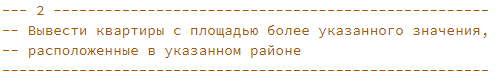 --- 2 ------------------------------------------------
-- Вывести квартиры с площадью более указанного значения,
-- расположенные в указанном районе
------------------------------------------------------